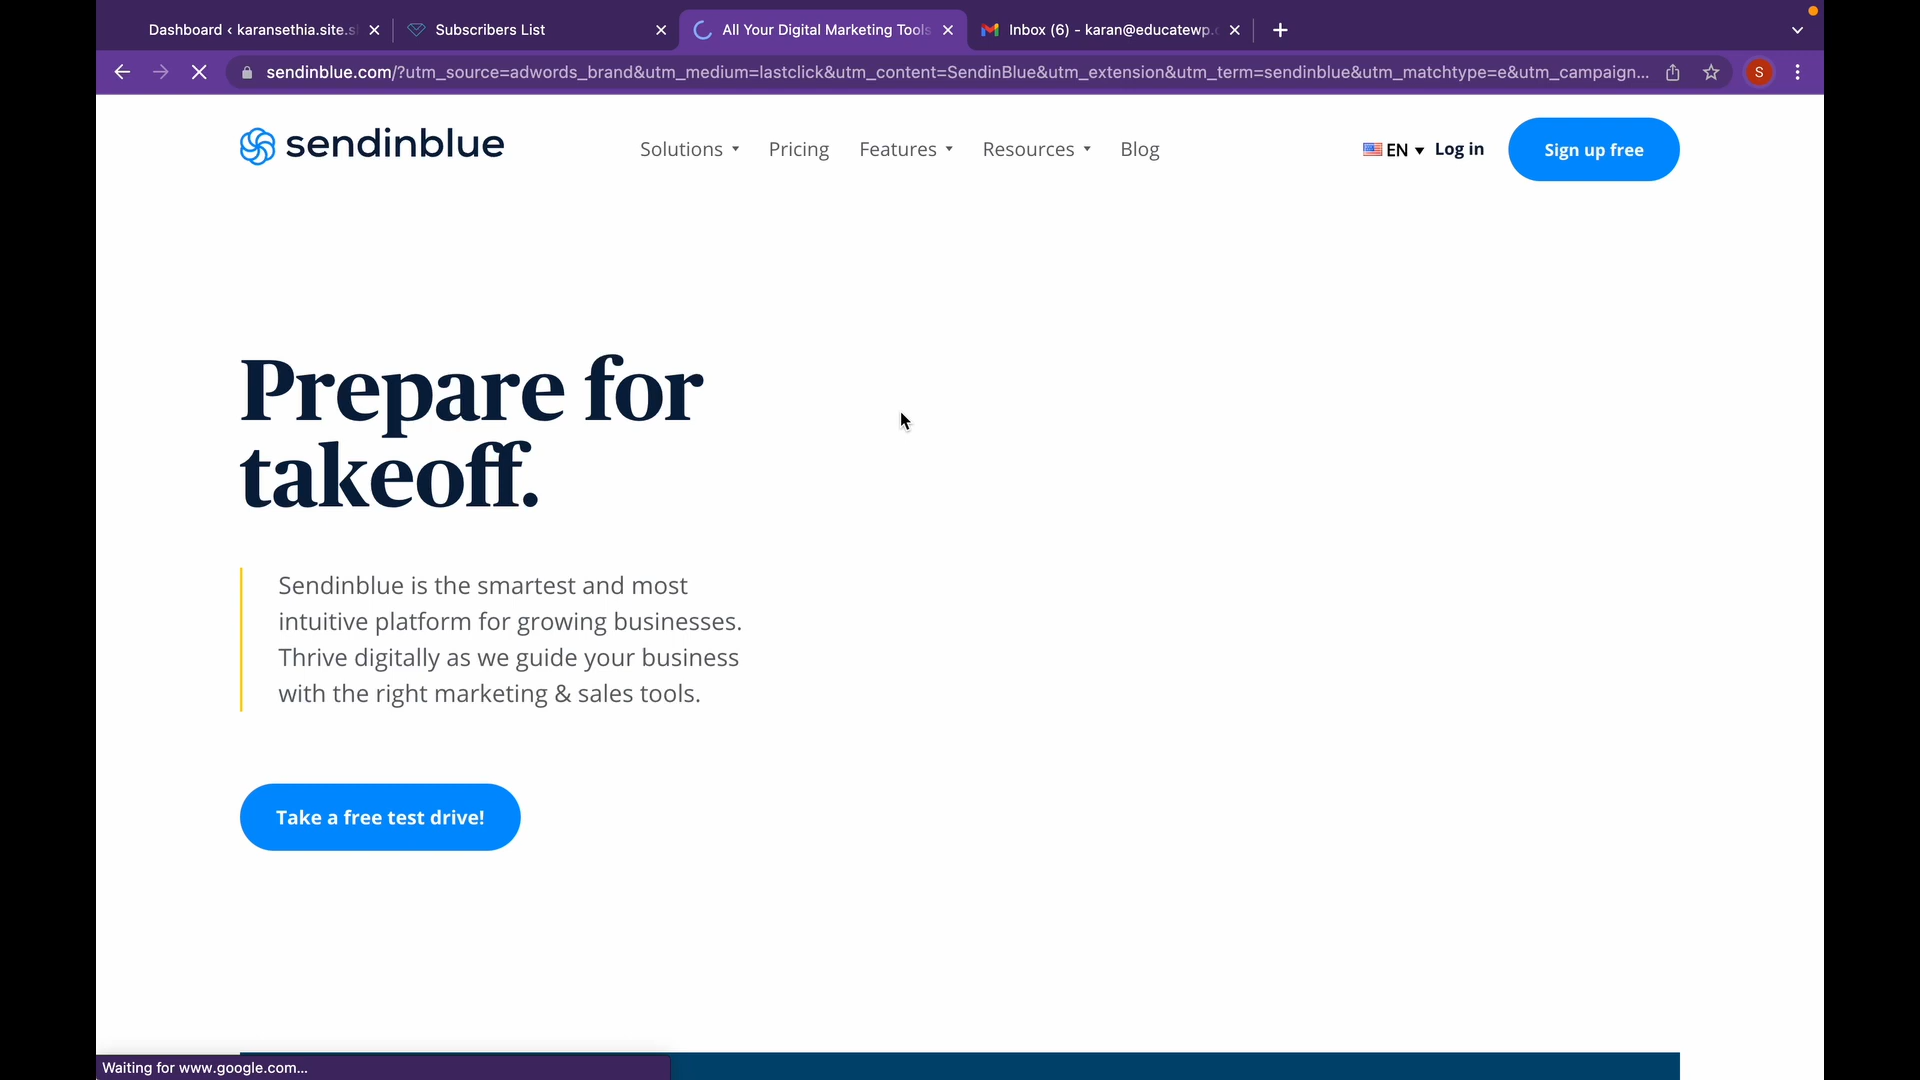 Dashboard ‹ karansethia.site.s
Subscribers List
All Your Digital Marketing Tools
Inbox (6) - karan@educatewp.
sendinblue.com/?utm_source=adwords_brand&utm_medium=lastclick&utm_content=SendinBlue&utm_extension&utm_term=sendinblue&utm_matchtype=e&utm_campaign...
S
sendinblue
Solutions
Pricing
Features
Resources
Blog
EN
Log in
Sign up free
Prepare for
takeoff.
Sendinblue is the smartest and most
intuitive platform for growing businesses.
Thrive digitally as we guide your business
with the right marketing & sales tools.
Take a free test drive!
Waiting for www.google.com...